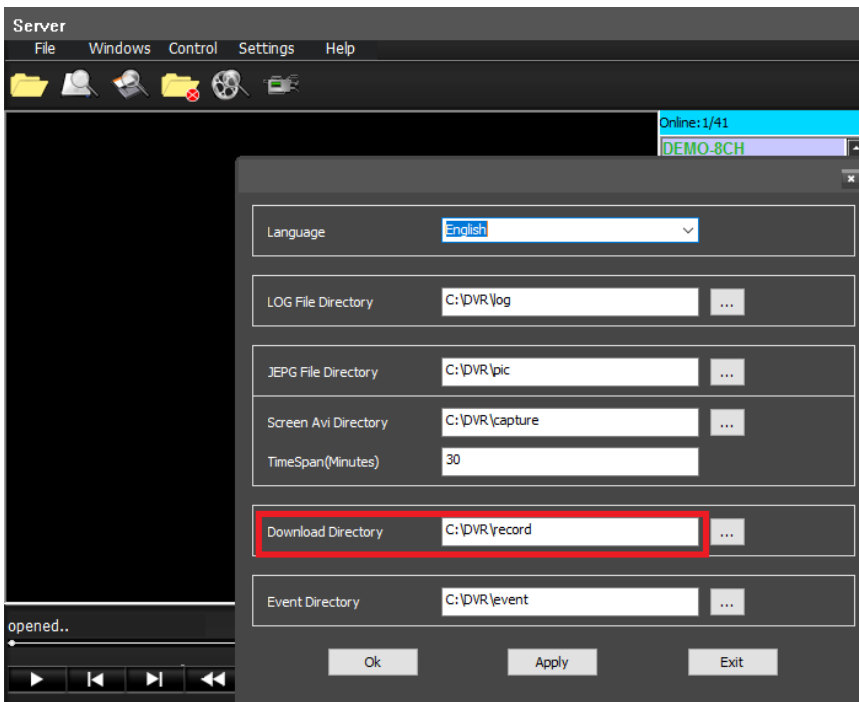 Server
File Windows Control Settings Help
Online:1/41
DEMO-8CH
Language English
LOG File Directory C:\DVR\log ...
JEPG File Directory C:\DVR\pic ...
Screen Avi Directory C:\DVR\capture ...
TimeSpan(Minutes) 30
Download Directory C:\DVR\record ...
Event Directory C:\DVR\event ...
opened..
Ok Apply Exit